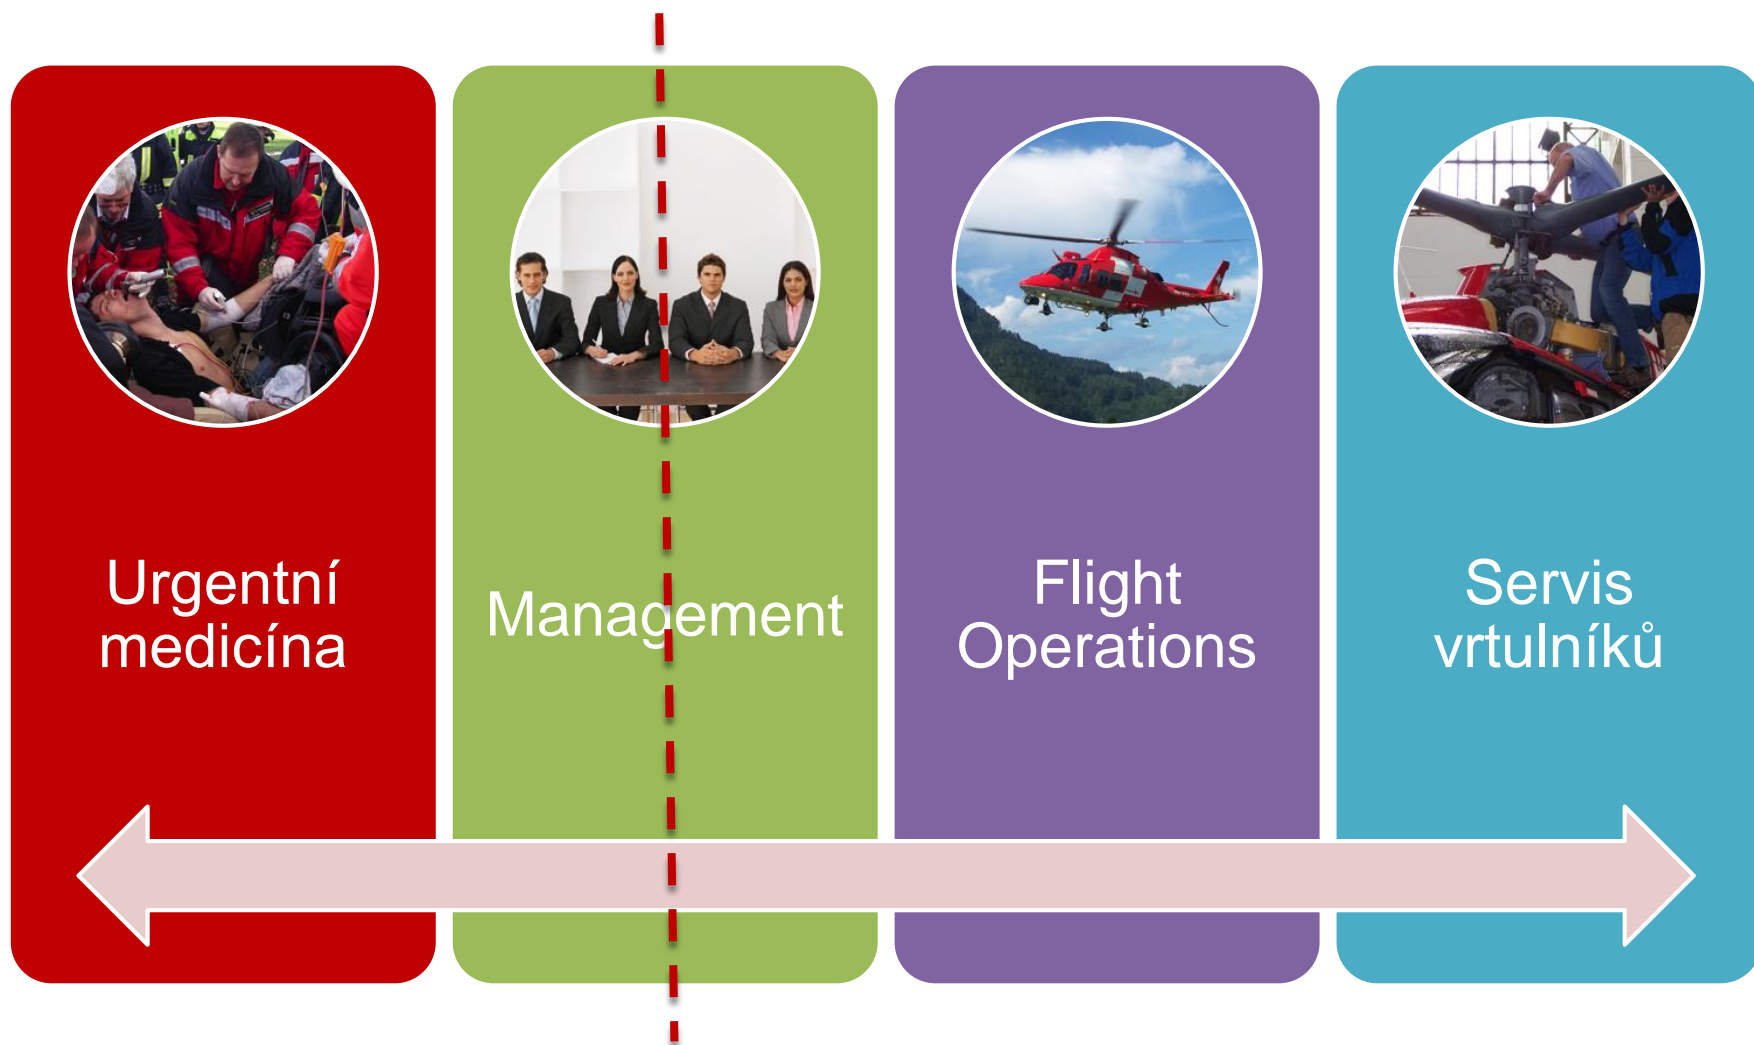 Urgentní
medicína
Management
Flight
Operations
Servis
vrtulníků